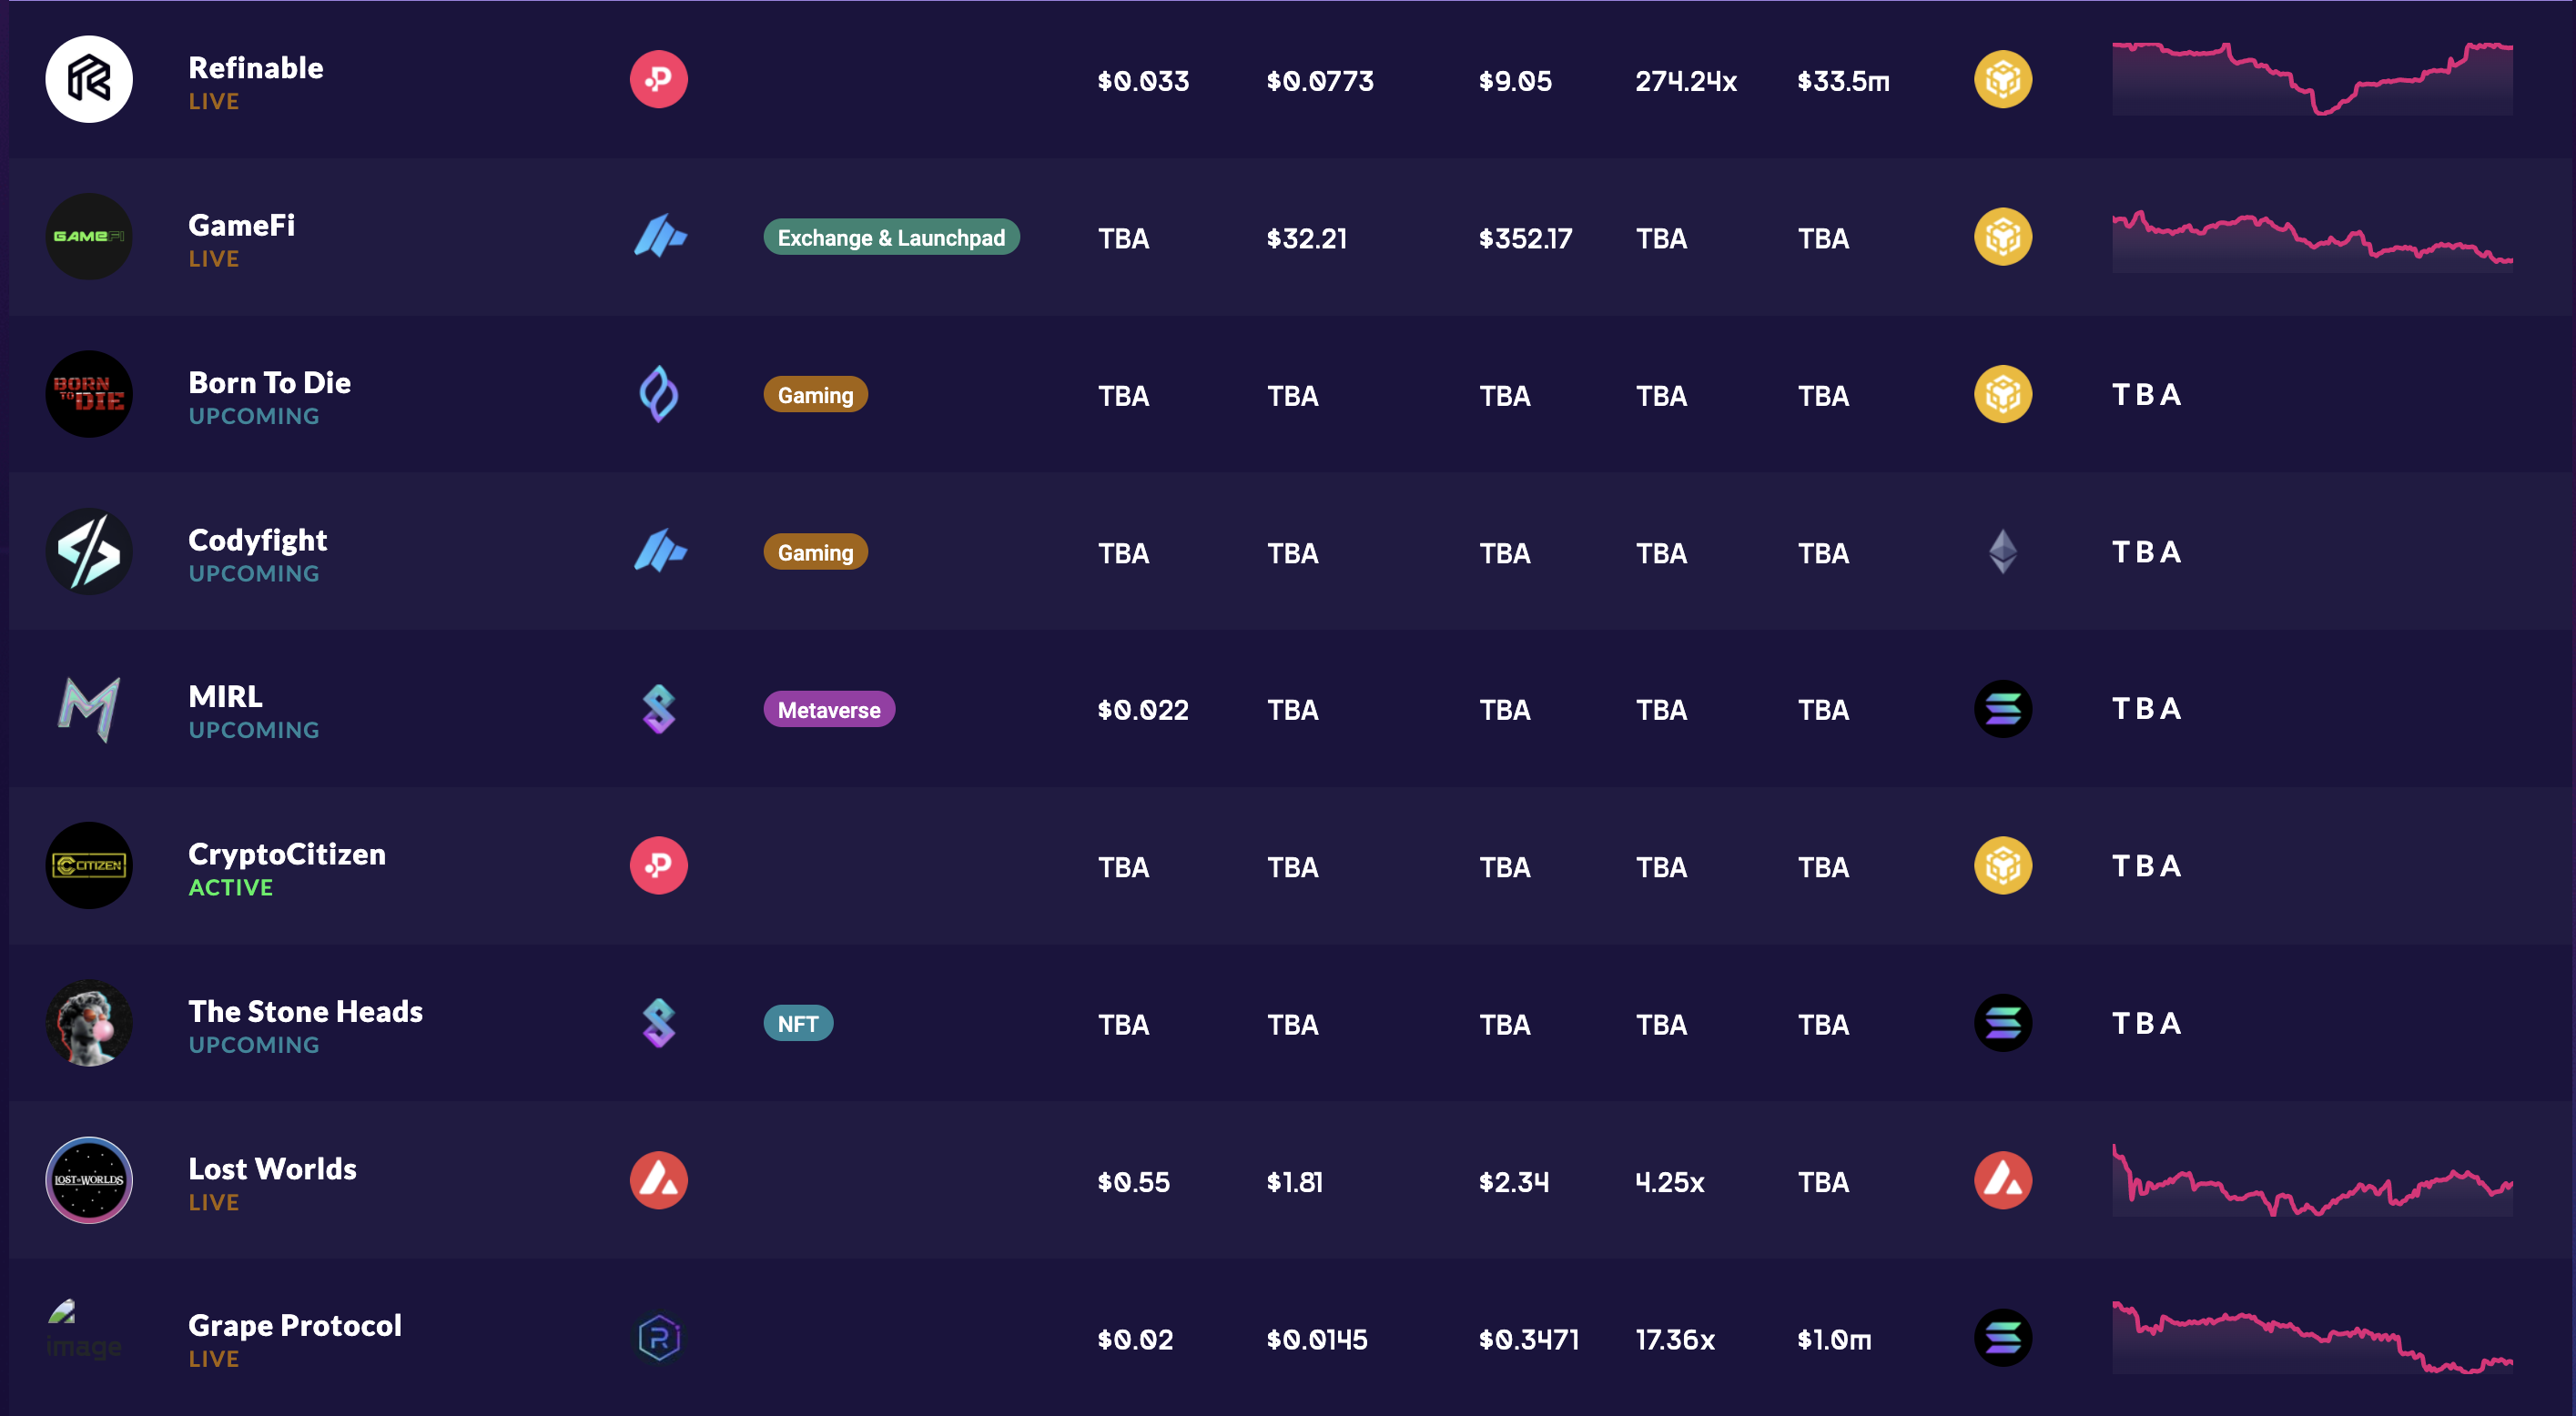 Refinable
LIVE
$0.033 $0.0773 $9.05 274.24x $33.5m
GAMEFI
GameFi
LIVE
Exchange & Launchpad
TBA $32.21 $352.17 TBA TBA
BORN TO DIE
Born To Die
UPCOMING
Gaming
TBA TBA TBA TBA TBA TBA
Codyfight
UPCOMING
Gaming
TBA TBA TBA TBA TBA TBA
MIRL
UPCOMING
Metaverse
$0.022 TBA TBA TBA TBA TBA
CITIZEN
CryptoCitizen
ACTIVE
TBA TBA TBA TBA TBA TBA
The Stone Heads
UPCOMING
NFT
TBA TBA TBA TBA TBA TBA
LOST WORLDS
Lost Worlds
LIVE
$0.55 $1.81 $2.34 4.25x TBA
image
Grape Protocol
LIVE
$0.02 $0.0145 $0.3471 17.36x $1.0m